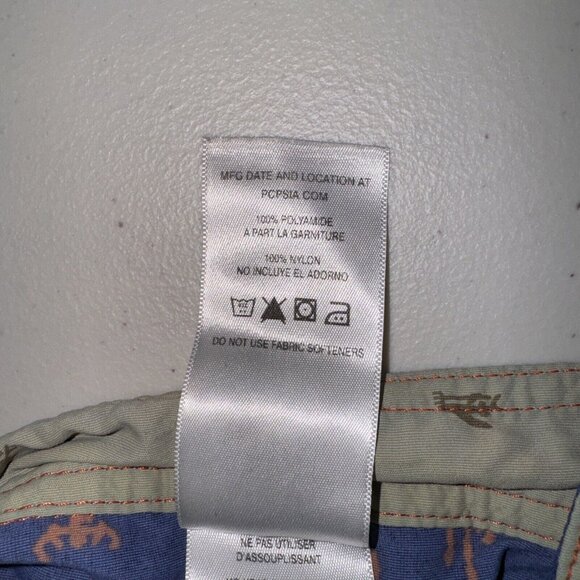 MFG DATE AND LOCATION AT
PCPSIA COM
100% POLYAMIDE
À PART LA GARNITURE
100% NYLON
NO INCLUYE EL ADORNO
DO NOT USE FABRIC SOFTENERS
NE PAS UTILISER
D'ASSOUPLISSANT